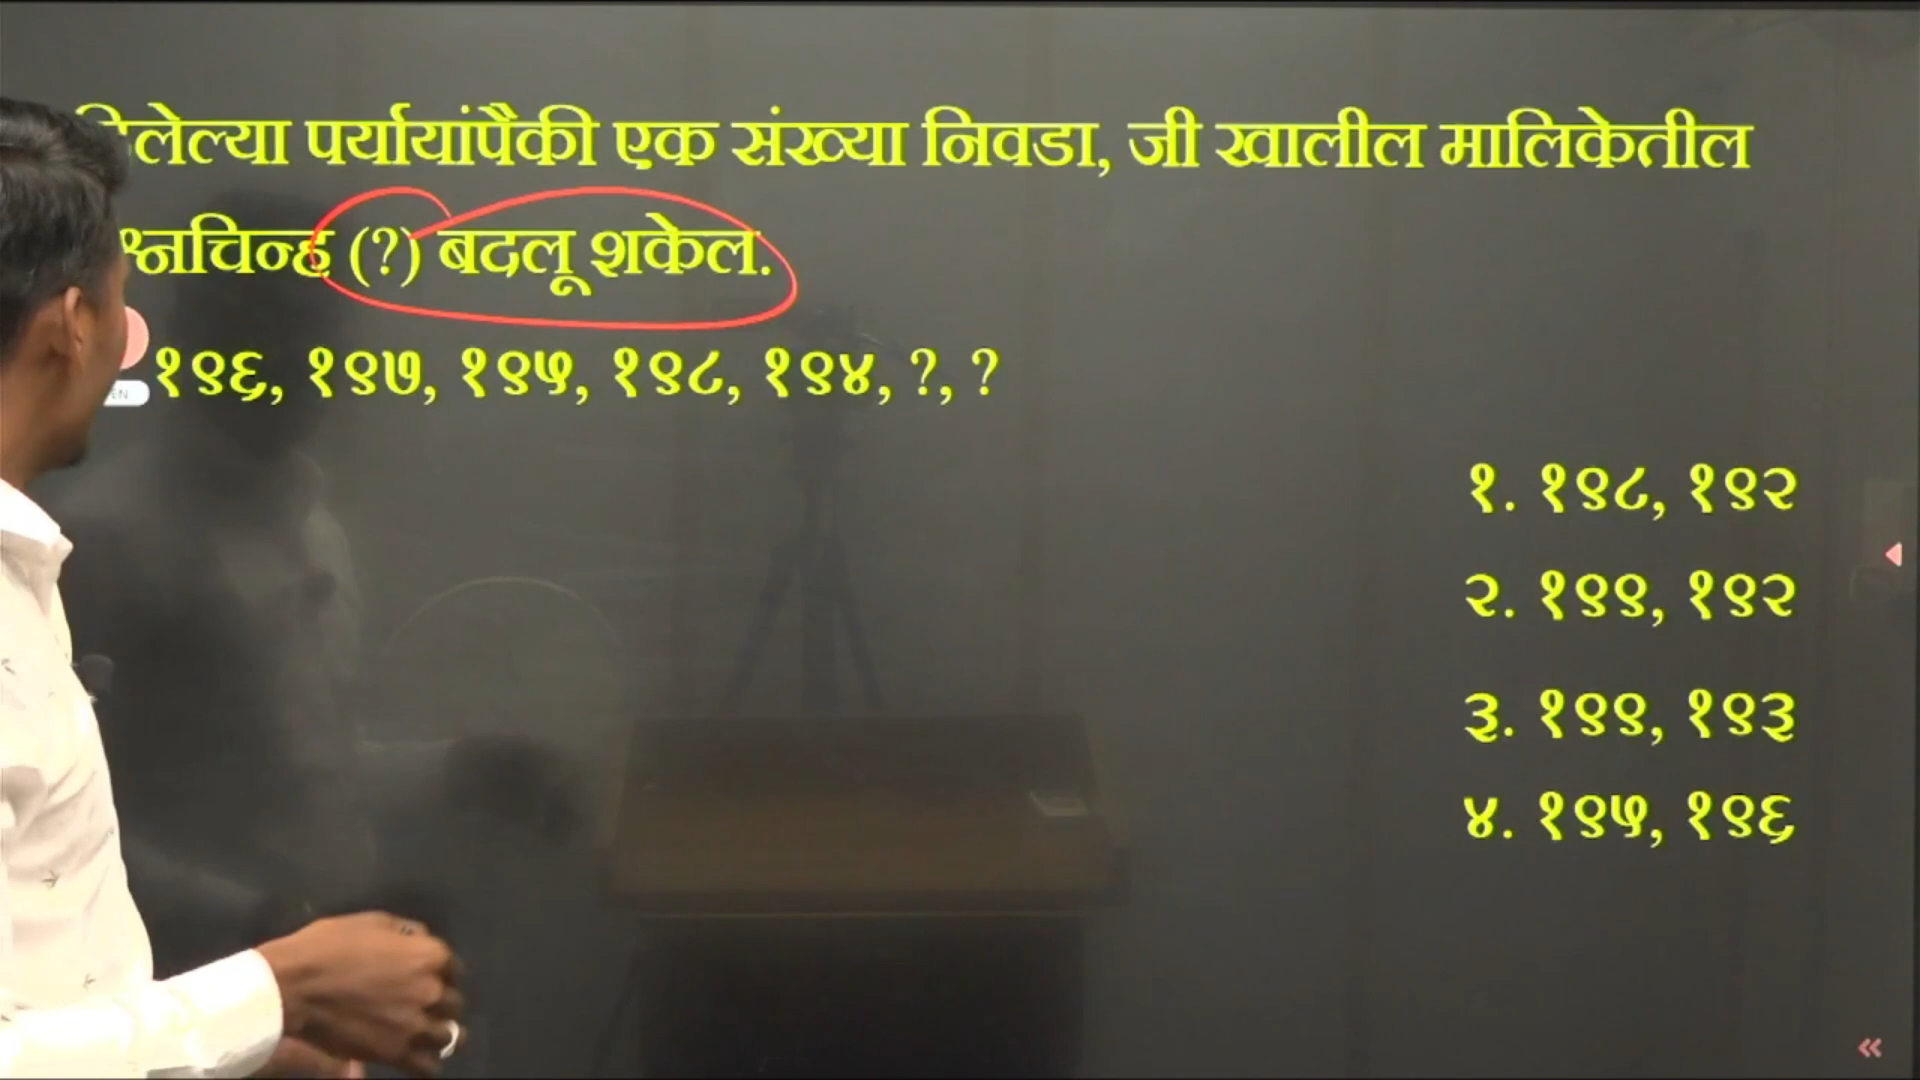 पर्यायांपैकी एक संख्या निवडा, जी खालील मालिकेतील
(?) बदलू शकेल.
१९६, १९७, १९५, १९८, १९४, ?, ?
१. १९८, १९२
२. १९९, १९२
३. १९९, १९३
४. १९५, १९६